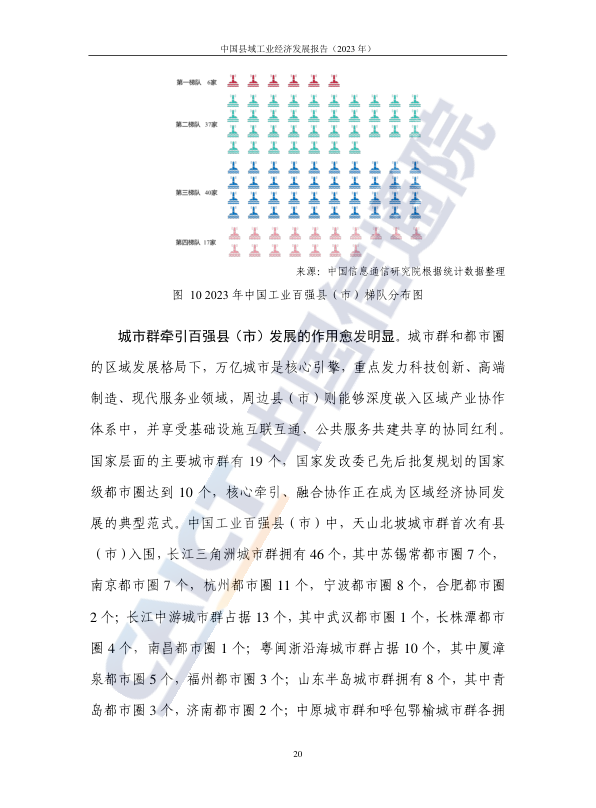 中国县域工业经济发展报告（2023 年）
第一梯队 6家
第二梯队 37家
第三梯队 40家
第四梯队 17家
来源：中国信息通信研究院根据统计数据整理
图 10 2023 年中国工业百强县（市）梯队分布图
城市群牵引百强县（市）发展的作用愈发明显。城市群和都市圈
的区域发展格局下，万亿城市是核心引擎，重点发力科技创新、高端
制造、现代服务业领域，周边县（市）则能够深度嵌入区域产业协作
体系中，并享受基础设施互联互通、公共服务共建共享的协同红利。
国家层面的主要城市群有 19 个，国家发改委已先后批复规划的国家
级都市圈达到 10 个，核心牵引、融合协作正在成为区域经济协同发
展的典型范式。中国工业百强县（市）中，天山北坡城市群首次有县
（市）入围，长江三角洲城市群拥有 46 个，其中苏锡常都市圈 7 个，
南京都市圈 7 个，杭州都市圈 11 个，宁波都市圈 8 个，合肥都市圈
2 个；长江中游城市群占据 13 个，其中武汉都市圈 1 个，长株潭都市
圈 4 个，南昌都市圈 1 个；粤闽浙沿海城市群占据 10 个，其中厦漳
泉都市圈 5 个，福州都市圈 3 个；山东半岛城市群拥有 8 个，其中青
岛都市圈 3 个，济南都市圈 2 个；中原城市群和呼包鄂榆城市群各拥
20
CAICT 中国信通院